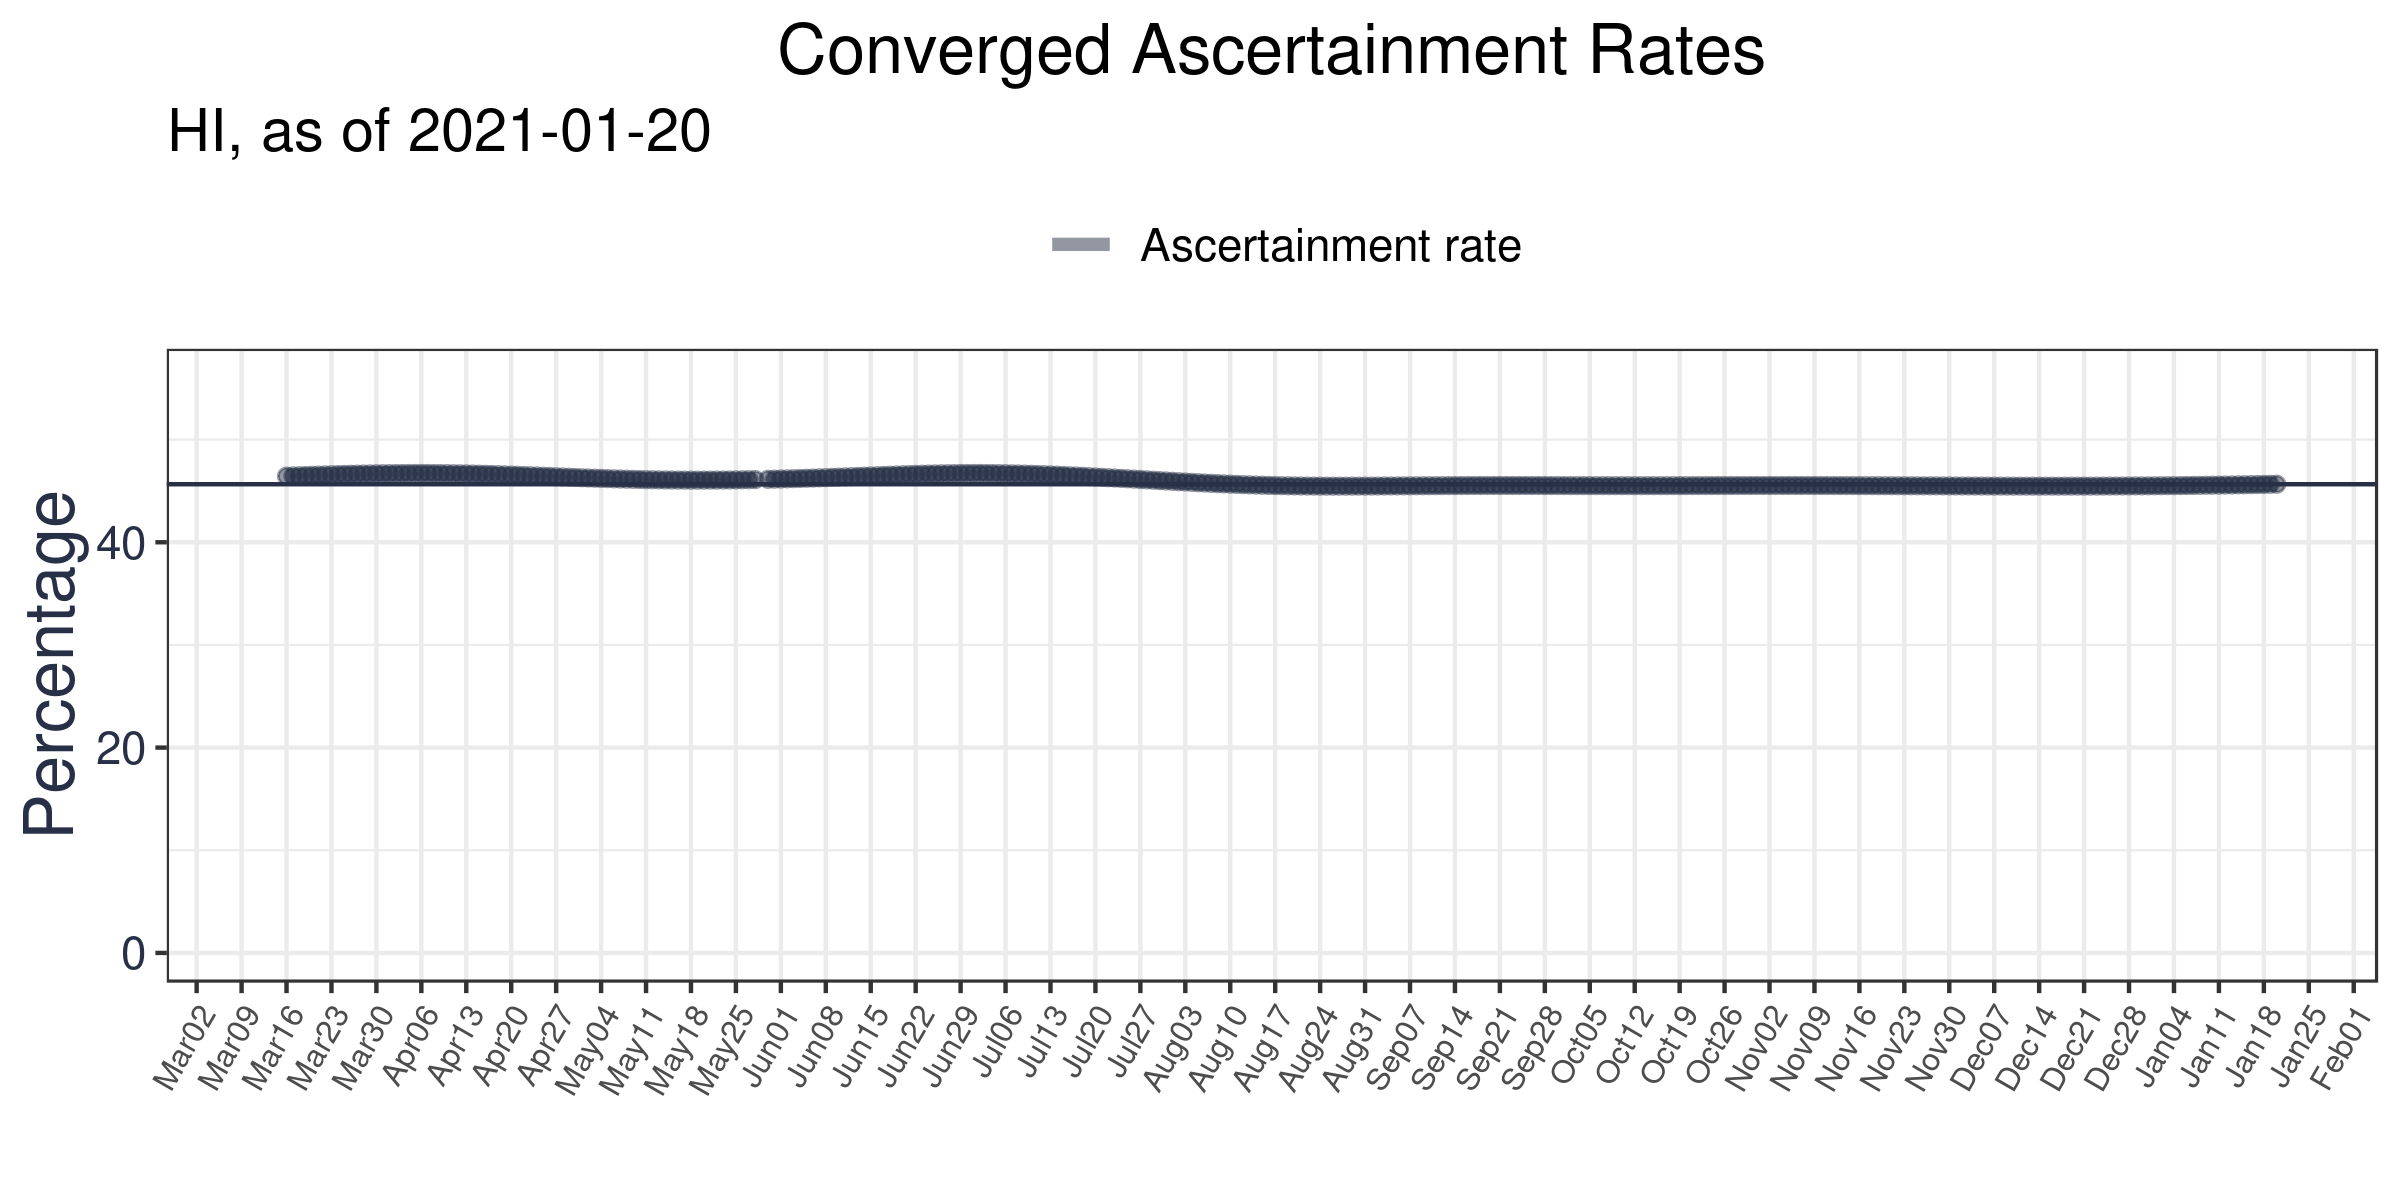 Converged Ascertainment Rates
HI, as of 2021-01-20
Ascertainment rate
Percentage
40
20
0
Mar02 Mar09 Mar16 Mar23 Mar30 Apr06 Apr13 Apr20 Apr27 May04 May11 May18 May25 Jun01 Jun08 Jun15 Jun22 Jun29 Jul06 Jul13 Jul20 Jul27 Aug03 Aug10 Aug17 Aug24 Aug31 Sep07 Sep14 Sep21 Sep28 Oct05 Oct12 Oct19 Oct26 Nov02 Nov09 Nov16 Nov23 Nov30 Dec07 Dec14 Dec21 Dec28 Jan04 Jan11 Jan18 Jan25 Feb01